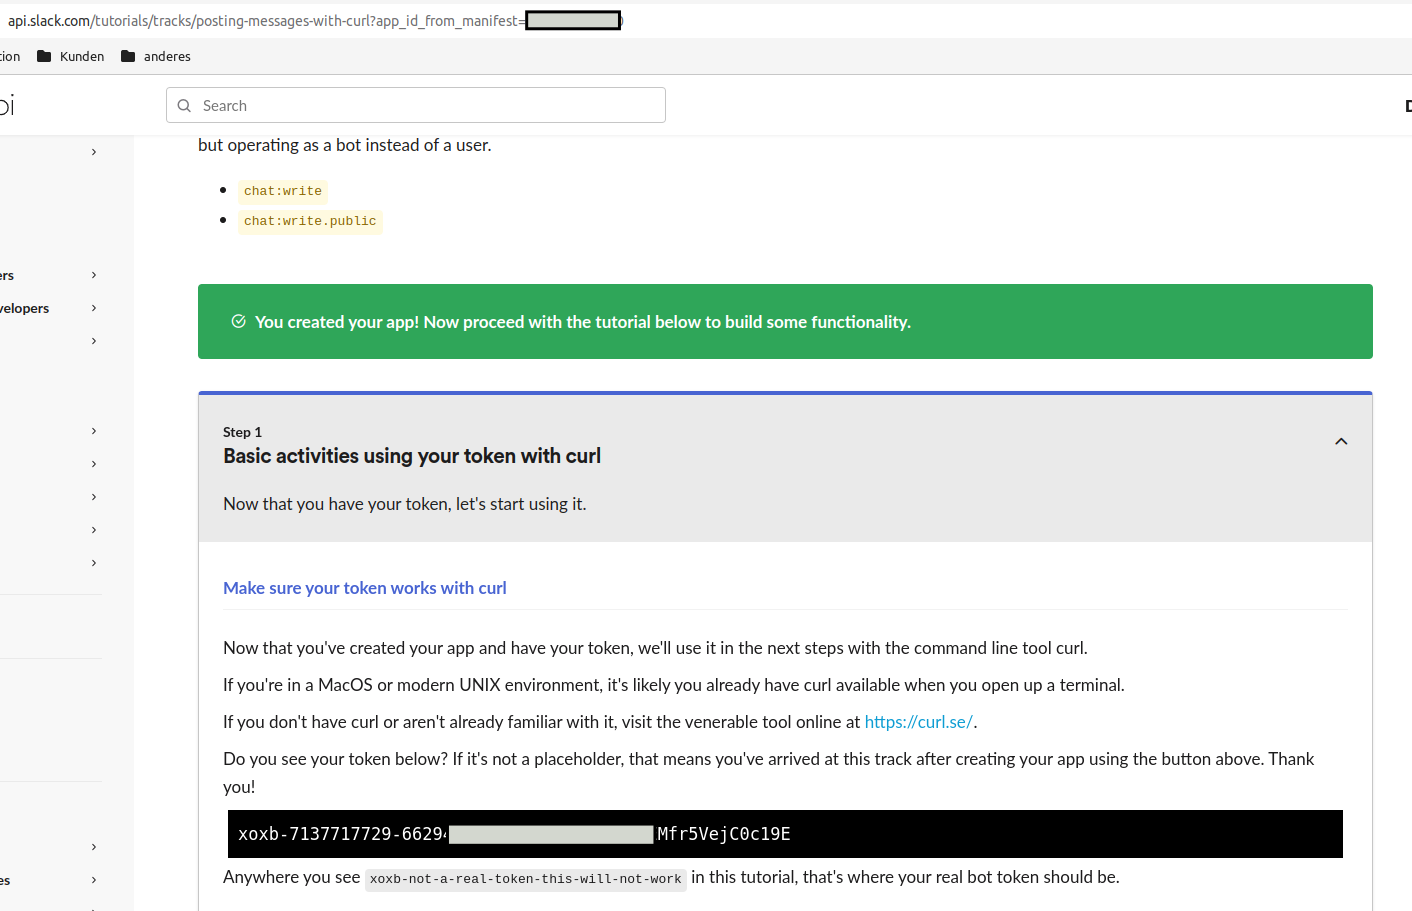 api.slack.com/tutorials/tracks/posting-messages-with-curl?app_id_from_manifest=
Kunden anderes
Search
but operating as a bot instead of a user.
chat:write
chat:write.public
You created your app! Now proceed with the tutorial below to build some functionality.
Step 1
Basic activities using your token with curl
Now that you have your token, let's start using it.
Make sure your token works with curl
Now that you've created your app and have your token, we'll use it in the next steps with the command line tool curl.
If you're in a MacOS or modern UNIX environment, it's likely you already have curl available when you open up a terminal.
If you don't have curl or aren't already familiar with it, visit the venerable tool online at https://curl.se/.
Do you see your token below? If it's not a placeholder, that means you've arrived at this track after creating your app using the button above. Thank
you!
xoxb-7137717729-6629 Mfr5VejC0c19E
Anywhere you see xoxb-not-a-real-token-this-will-not-work in this tutorial, that's where your real bot token should be.